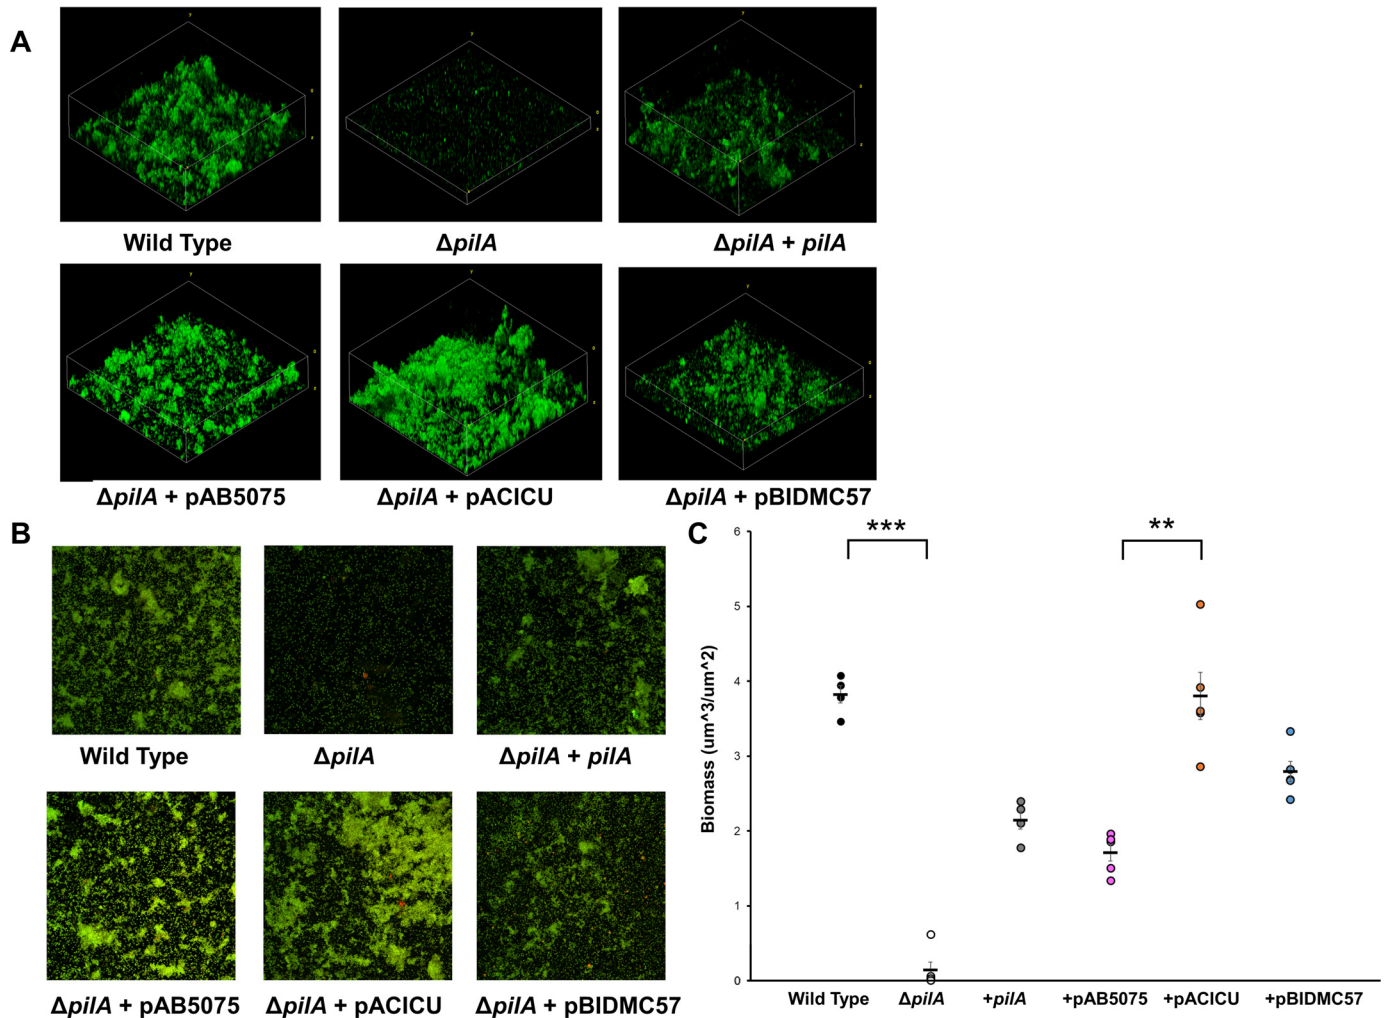 A
Wild Type
ΔpilA
ΔpilA + pilA
ΔpilA + pAB5075
ΔpilA + pACICU
ΔpilA + pBIDMC57
B
Wild Type
ΔpilA
ΔpilA + pilA
ΔpilA + pAB5075
ΔpilA + pACICU
ΔpilA + pBIDMC57
C
***
**
Biomass (um^3/um^2)
6
5
4
3
2
1
0
Wild Type
ΔpilA
+pilA
+pAB5075
+pACICU
+pBIDMC57